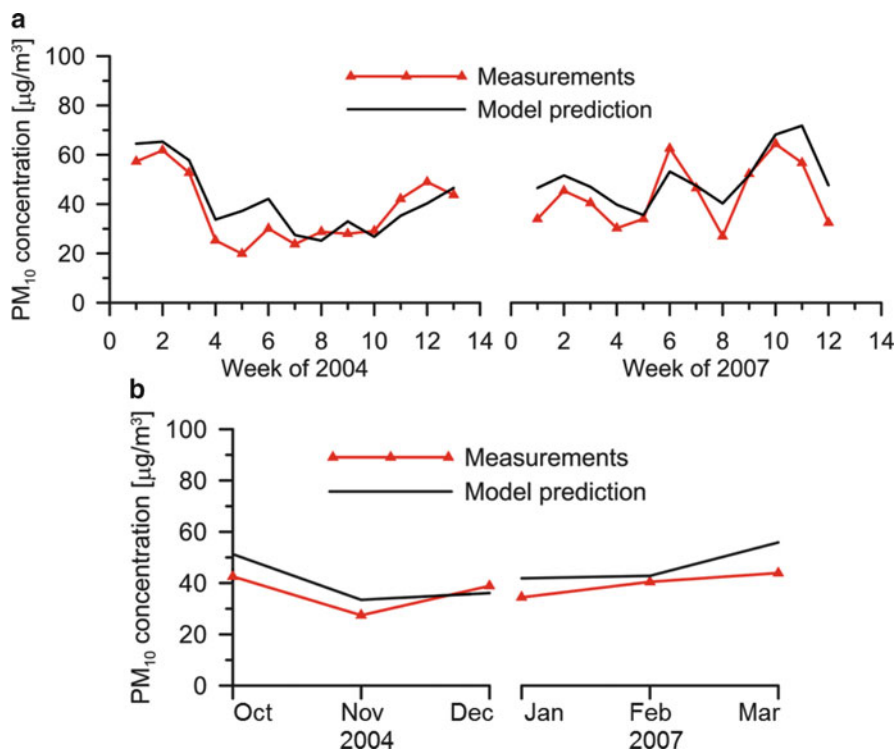 a
PM₁₀ concentration [μg/m³]
100
80
60
40
20
0
Measurements
Model prediction
0 2 4 6 8 10 12 14
Week of 2004
0 2 4 6 8 10 12 14
Week of 2007
b
PM₁₀ concentration [μg/m³]
100
80
60
40
20
0
Measurements
Model prediction
Oct Nov Dec
2004
Jan Feb Mar
2007